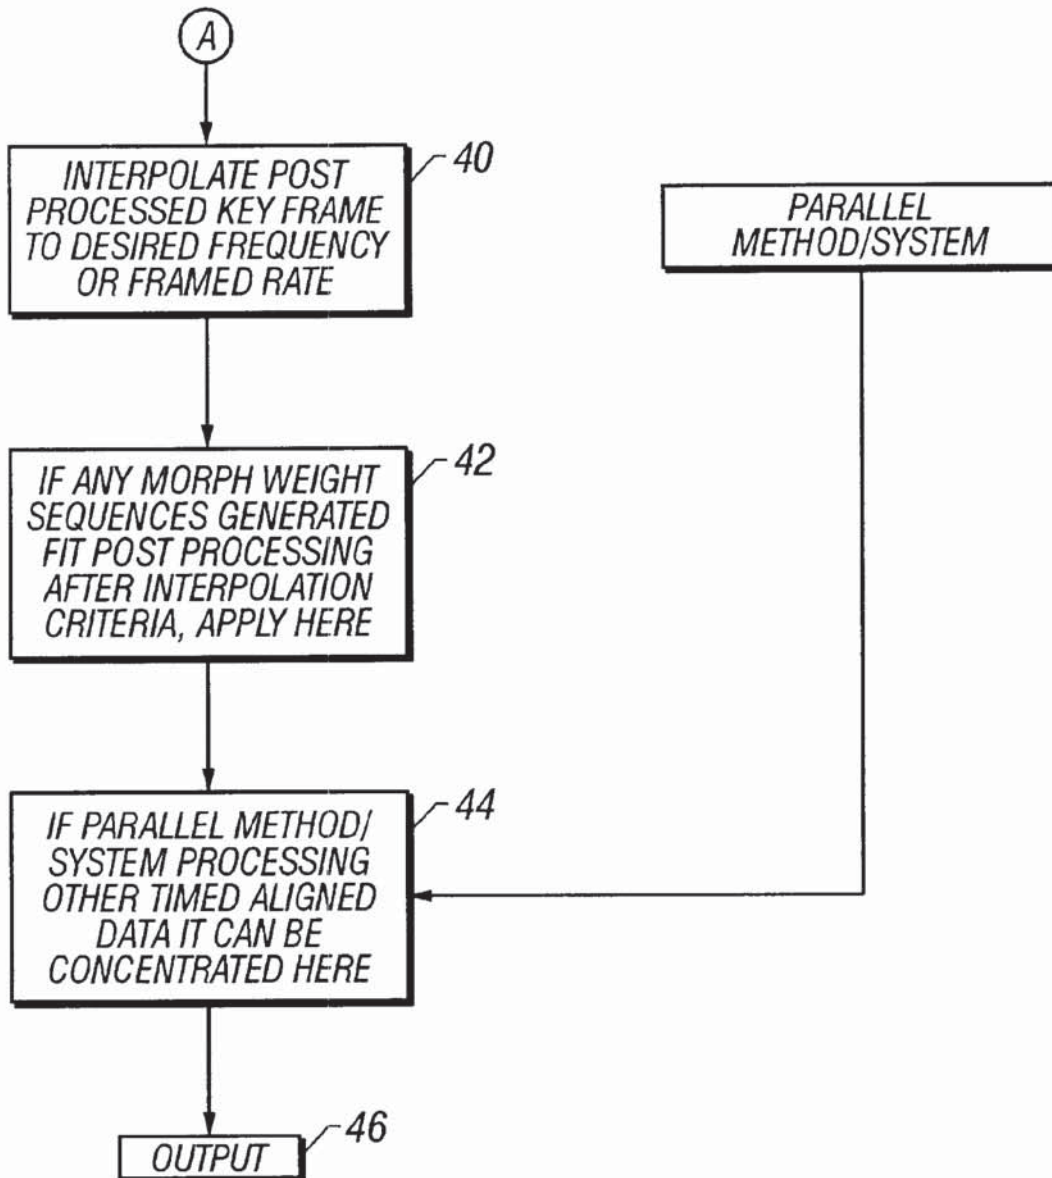 A
INTERPOLATE POST
PROCESSED KEY FRAME
TO DESIRED FREQUENCY
OR FRAMED RATE
40
PARALLEL
METHOD/SYSTEM
IF ANY MORPH WEIGHT
SEQUENCES GENERATED
FIT POST PROCESSING
AFTER INTERPOLATION
CRITERIA, APPLY HERE
42
IF PARALLEL METHOD/
SYSTEM PROCESSING
OTHER TIMED ALIGNED
DATA IT CAN BE
CONCENTRATED HERE
44
OUTPUT
46